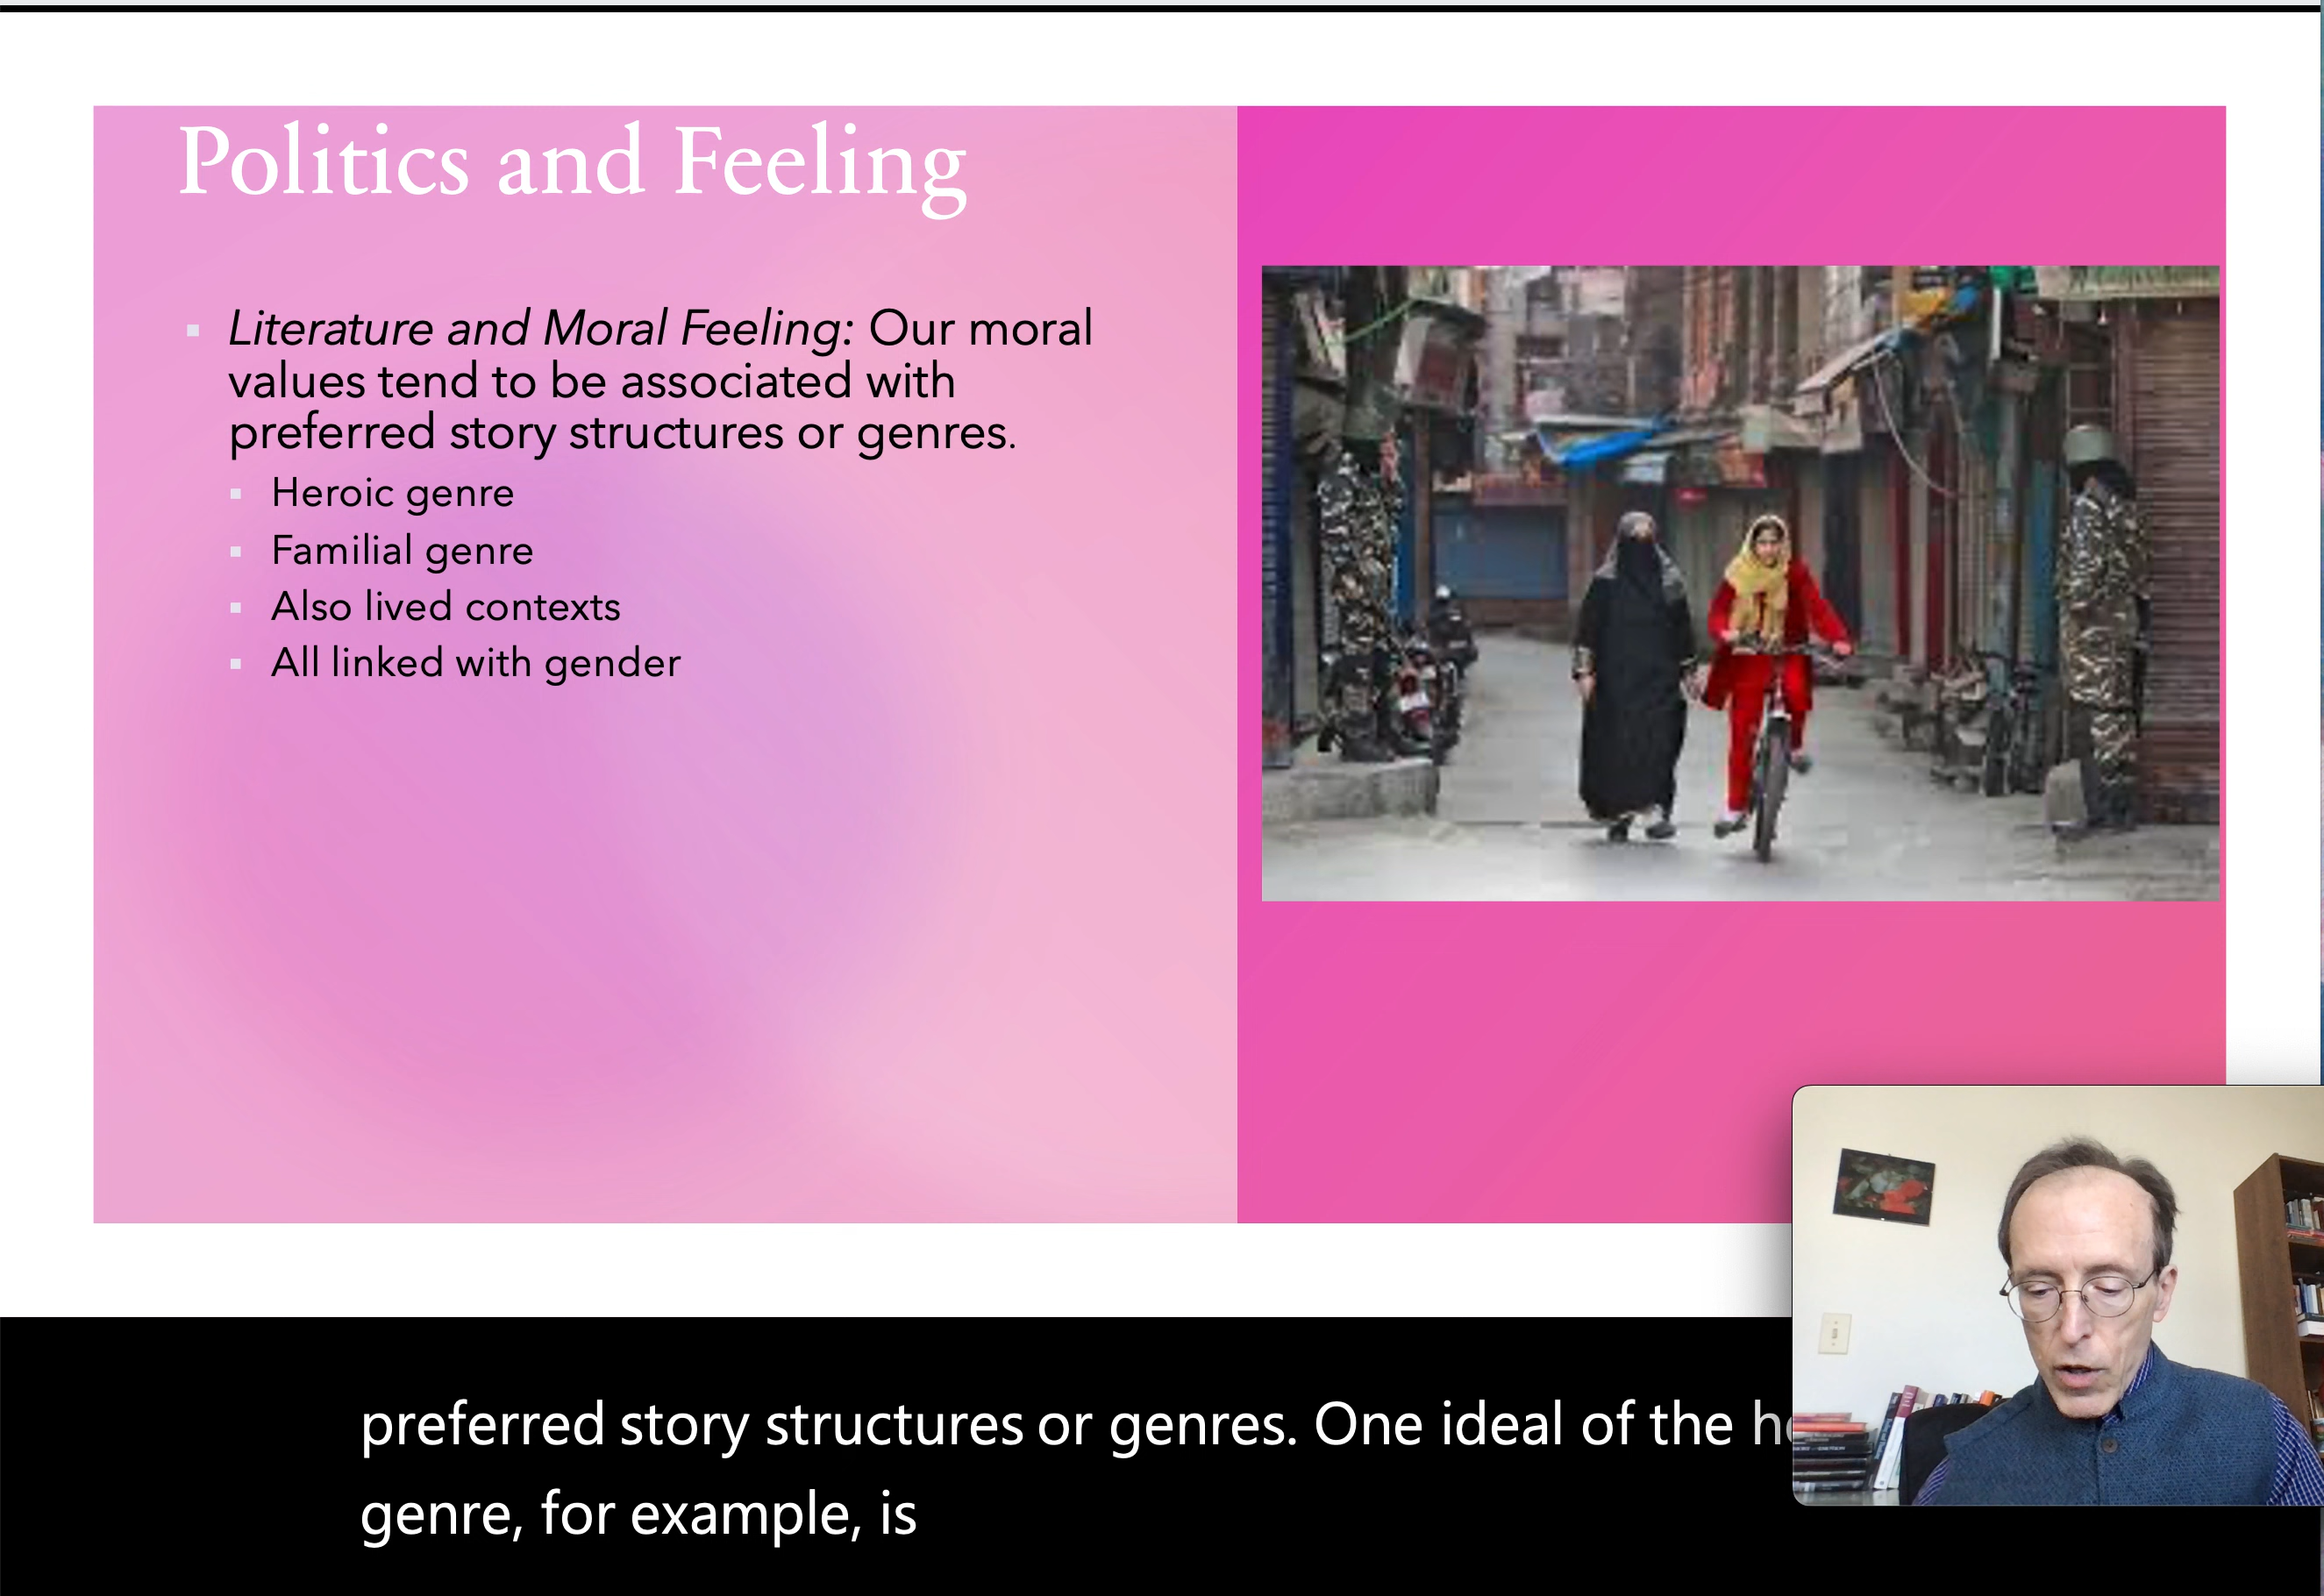 Politics and Feeling
Literature and Moral Feeling: Our moral
values tend to be associated with
preferred story structures or genres.
Heroic genre
Familial genre
Also lived contexts
All linked with gender
preferred story structures or genres. One ideal of the
genre, for example, is